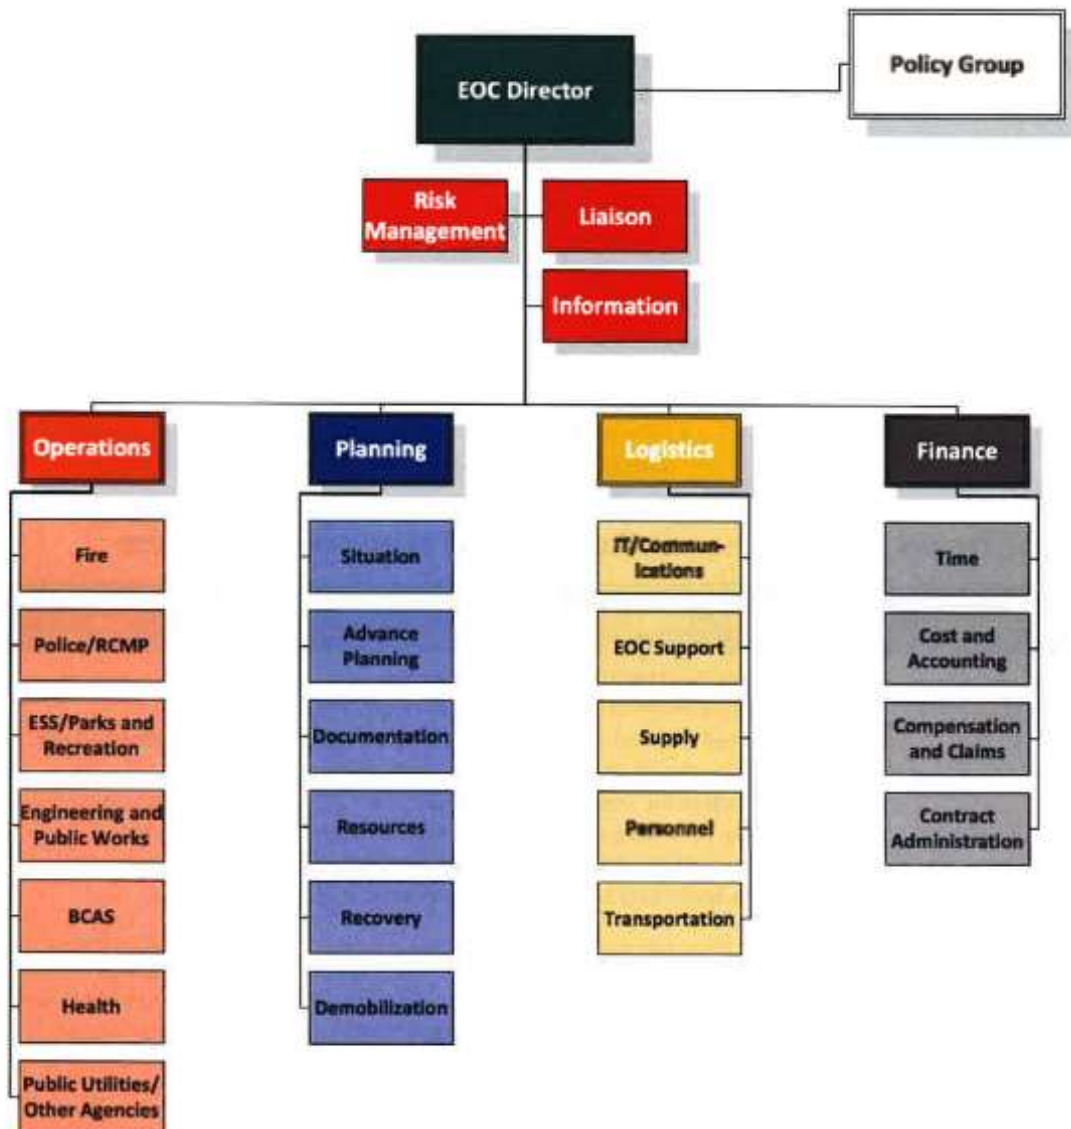 EOC Director
Policy Group
Risk
Management
Liaison
Information
Operations
Planning
Logistics
Finance
Fire
Police/RCMP
ESS/Parks and
Recreation
Engineering and
Public Works
BCAS
Health
Public Utilities/
Other Agencies
Situation
Advance
Planning
Documentation
Resources
Recovery
Demobilization
IT/Commun-
ications
EOC Support
Supply
Personnel
Transportation
Time
Cost and
Accounting
Compensation
and Claims
Contract
Administration